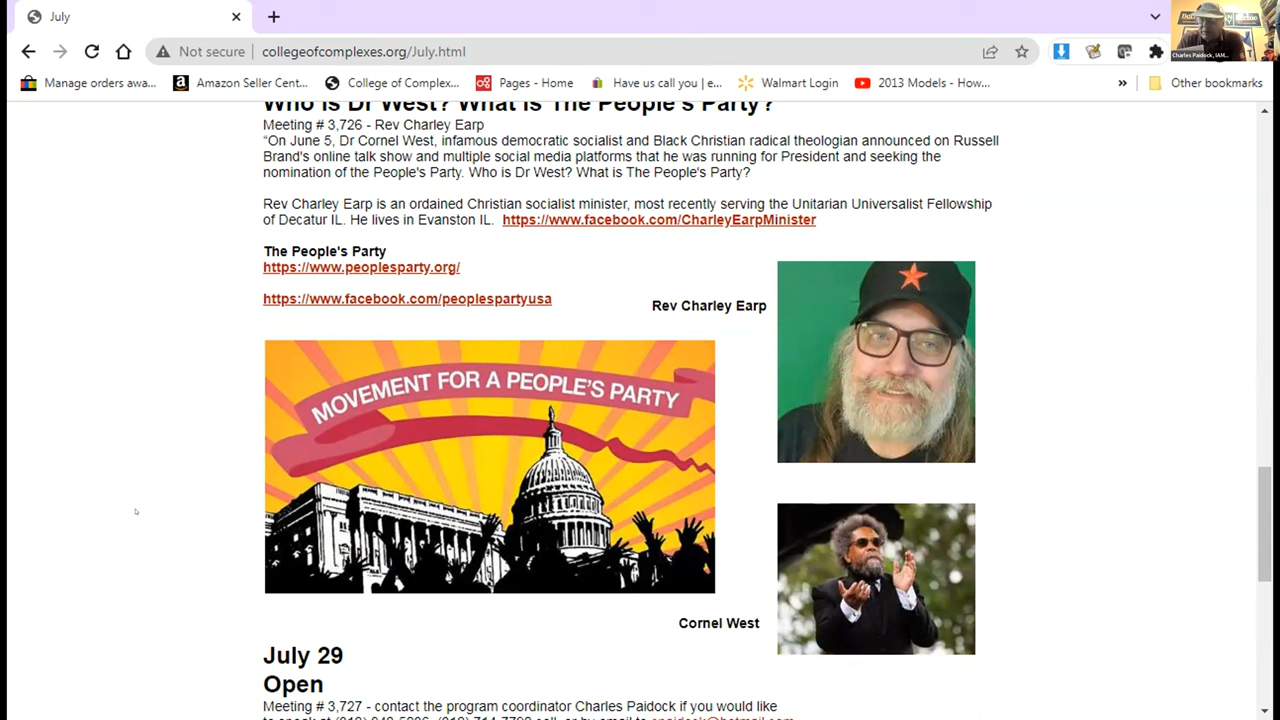 July
Not secure collegeofcomplexes.org/July.html
Charles Paidock, IAM...
Manage orders awa... Amazon Seller Cent... College of Complex... Pages - Home Have us call you | e... Walmart Login 2013 Models - How... » Other bookmarks
Who is Dr West? What is The People's Party?
Meeting # 3,726 - Rev Charley Earp
“On June 5, Dr Cornel West, infamous democratic socialist and Black Christian radical theologian announced on Russell
Brand's online talk show and multiple social media platforms that he was running for President and seeking the
nomination of the People's Party. Who is Dr West? What is The People's Party?
Rev Charley Earp is an ordained Christian socialist minister, most recently serving the Unitarian Universalist Fellowship
of Decatur IL. He lives in Evanston IL. https://www.facebook.com/CharleyEarpMinister
The People's Party
https://www.peoplesparty.org/
https://www.facebook.com/peoplespartyusa
Rev Charley Earp
MOVEMENT FOR A PEOPLE'S PARTY
Cornel West
July 29
Open
Meeting # 3,727 - contact the program coordinator Charles Paidock if you would like
to speak at